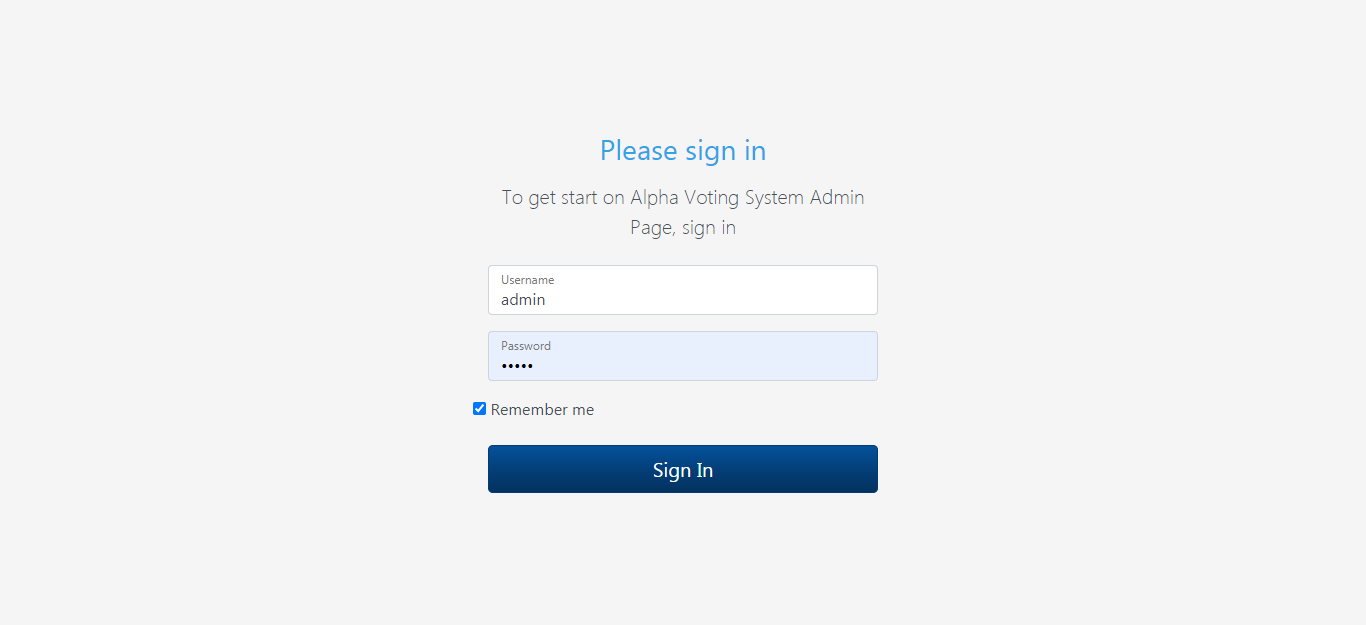 Please sign in
To get start on Alpha Voting System Admin
Page, sign in
Username
admin
Password
•••••
Remember me
Sign In